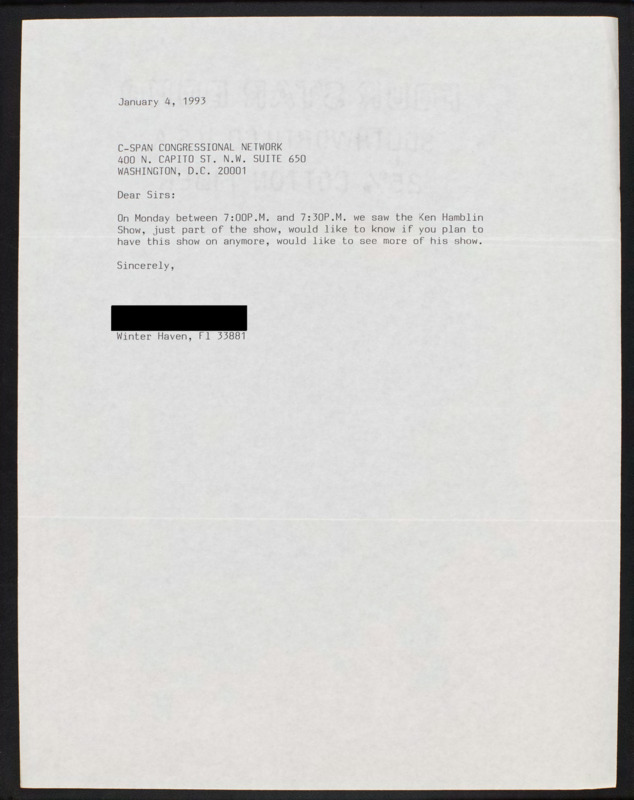 January 4, 1993
C-SPAN CONGRESSIONAL NETWORK
400 N. CAPITO ST. N.W. SUITE 650
WASHINGTON, D.C. 20001
Dear Sirs:
On Monday between 7:00P.M. and 7:30P.M. we saw the Ken Hamblin
Show, just part of the show, would like to know if you plan to
have this show on anymore, would like to see more of his show.
Sincerely,
Winter Haven, Fl 33881